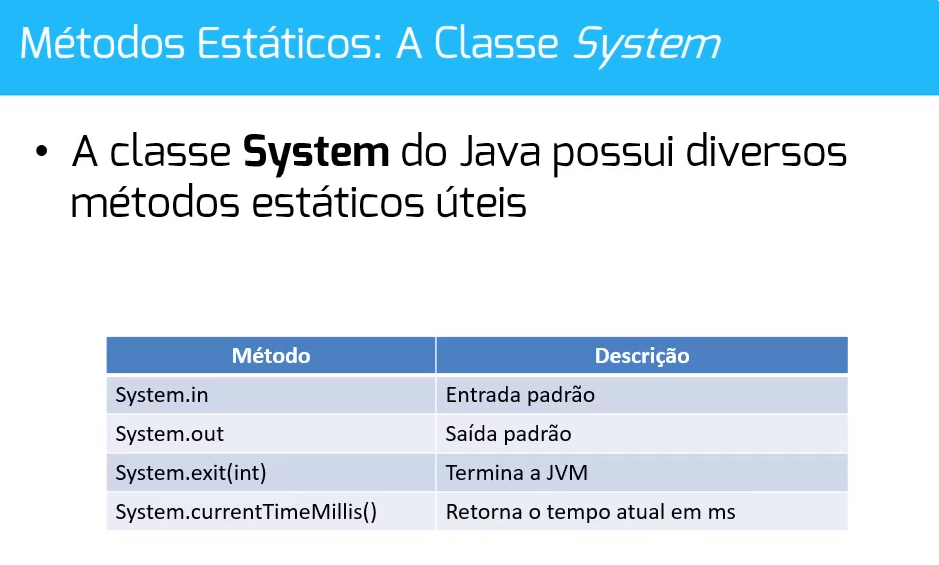 Métodos Estáticos: A Classe System
• A classe System do Java possui diversos
métodos estáticos úteis
Método Descrição
System.in Entrada padrão
System.out Saída padrão
System.exit(int) Termina a JVM
System.currentTimeMillis() Retorna o tempo atual em ms